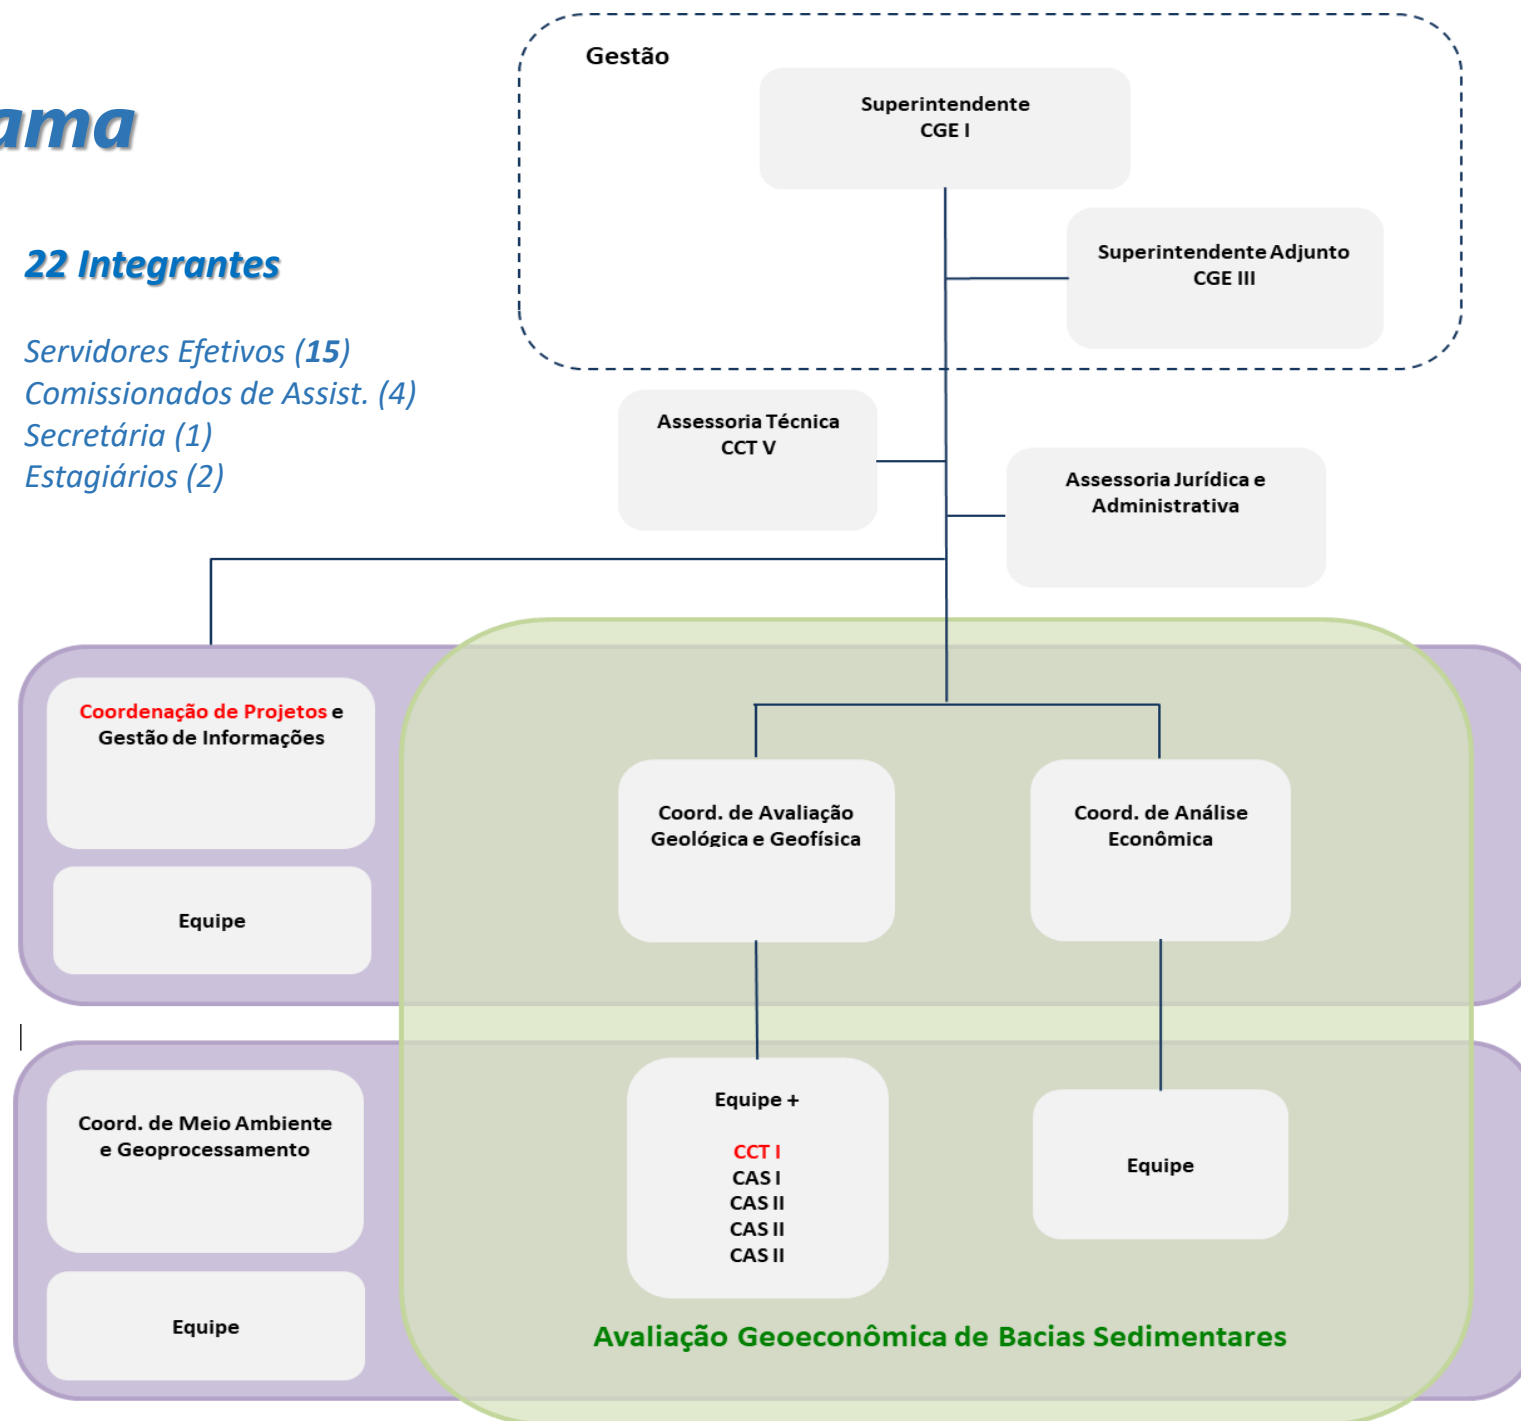 ama
22 Integrantes
Servidores Efetivos (15)
Comissionados de Assist. (4)
Secretária (1)
Estagiários (2)
Gestão
Superintendente
CGE I
Superintendente Adjunto
CGE III
Assessoria Técnica
CCT V
Assessoria Jurídica e
Administrativa
Coordenação de Projetos e
Gestão de Informações
Equipe
Coord. de Avaliação
Geológica e Geofísica
Coord. de Análise
Econômica
Coord. de Meio Ambiente
e Geoprocessamento
Equipe
Equipe +
CCT I
CAS I
CAS II
CAS II
CAS II
Equipe
Avaliação Geoeconômica de Bacias Sedimentares